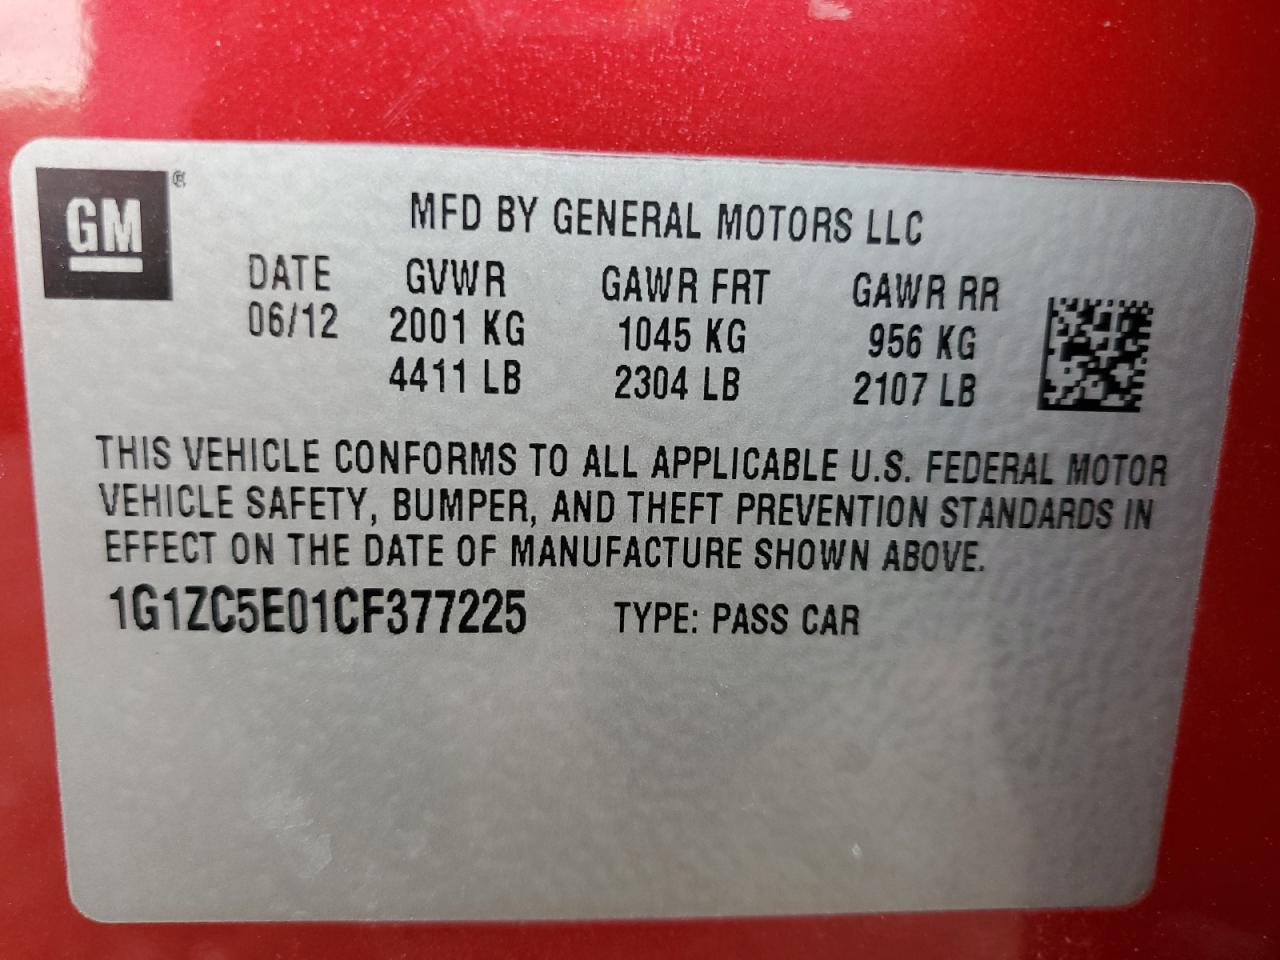 GM
MFD BY GENERAL MOTORS LLC
DATE GVWR GAWR FRT GAWR RR
06/12 2001 KG 1045 KG 956 KG
4411 LB 2304 LB 2107 LB
THIS VEHICLE CONFORMS TO ALL APPLICABLE U.S. FEDERAL MOTOR
VEHICLE SAFETY, BUMPER, AND THEFT PREVENTION STANDARDS IN
EFFECT ON THE DATE OF MANUFACTURE SHOWN ABOVE.
1G1ZC5E01CF377225 TYPE: PASS CAR